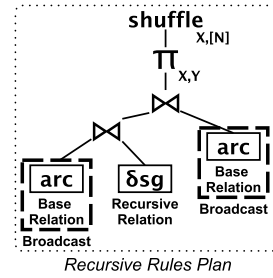 shuffle
X,[N]
Π
X,Y
⋈
⋈
arc
Base
Relation
Broadcast
δsg
Recursive
Relation
arc
Base
Relation
Broadcast
Recursive Rules Plan